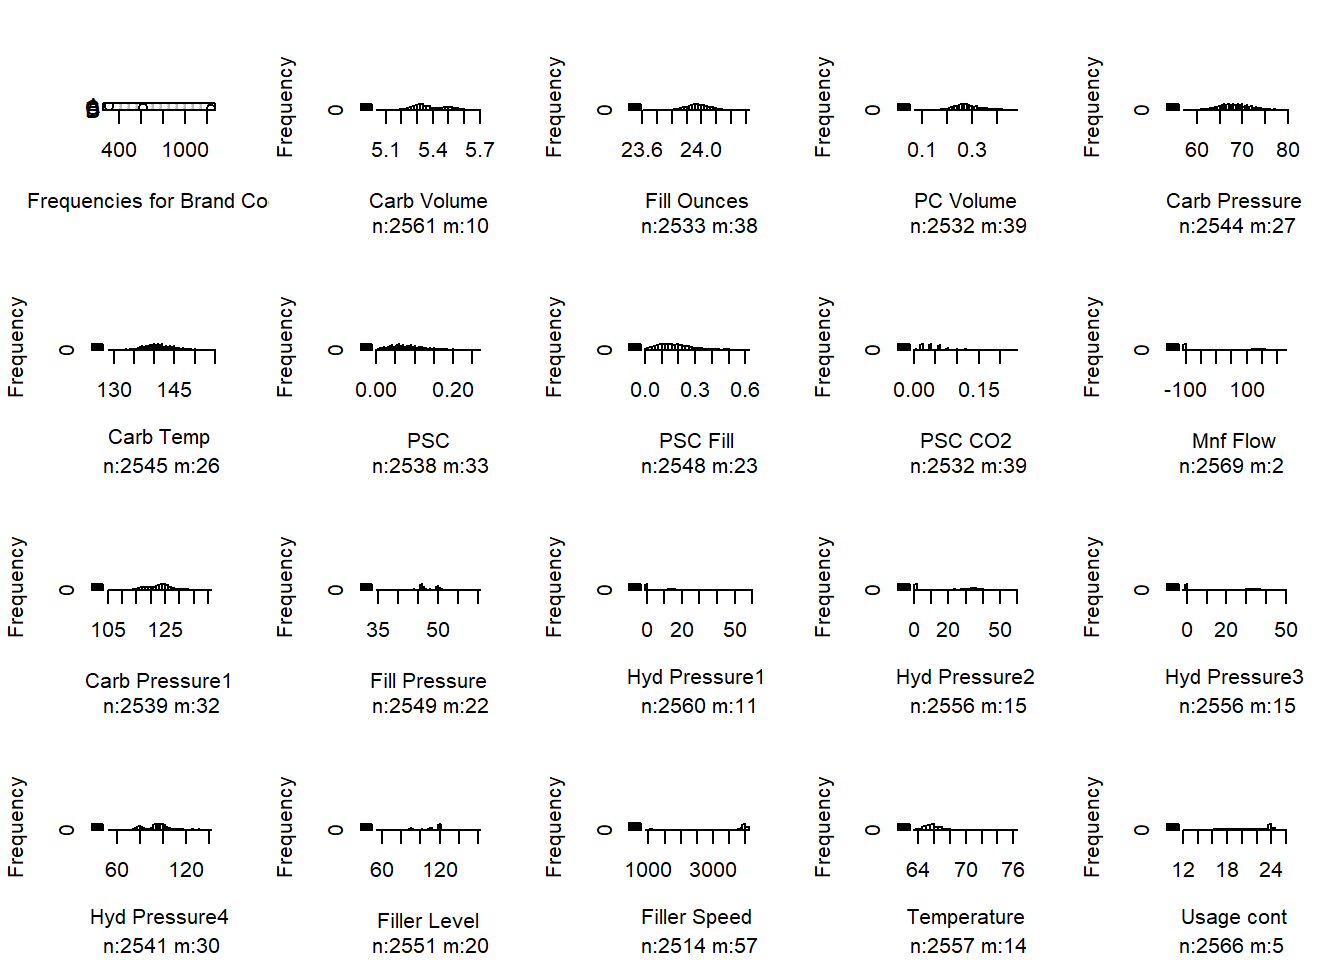 Frequency
0
400 1000
Frequencies for Brand Co
Frequency
0
5.1 5.4 5.7
Carb Volume
n:2561 m:10
Frequency
0
23.6 24.0
Fill Ounces
n:2533 m:38
Frequency
0
0.1 0.3
PC Volume
n:2532 m:39
Frequency
0
60 70 80
Carb Pressure
n:2544 m:27
Frequency
0
130 145
Carb Temp
n:2545 m:26
Frequency
0
0.00 0.20
PSC
n:2538 m:33
Frequency
0
0.0 0.3 0.6
PSC Fill
n:2548 m:23
Frequency
0
0.00 0.15
PSC CO2
n:2532 m:39
Frequency
0
-100 100
Mnf Flow
n:2569 m:2
Frequency
0
105 125
Carb Pressure1
n:2539 m:32
Frequency
0
35 50
Fill Pressure
n:2549 m:22
Frequency
0
0 20 50
Hyd Pressure1
n:2560 m:11
Frequency
0
0 20 50
Hyd Pressure2
n:2556 m:15
Frequency
0
0 20 50
Hyd Pressure3
n:2556 m:15
Frequency
0
60 120
Hyd Pressure4
n:2541 m:30
Frequency
0
60 120
Filler Level
n:2551 m:20
Frequency
0
1000 3000
Filler Speed
n:2514 m:57
Frequency
0
64 70 76
Temperature
n:2557 m:14
Frequency
0
12 18 24
Usage cont
n:2566 m:5